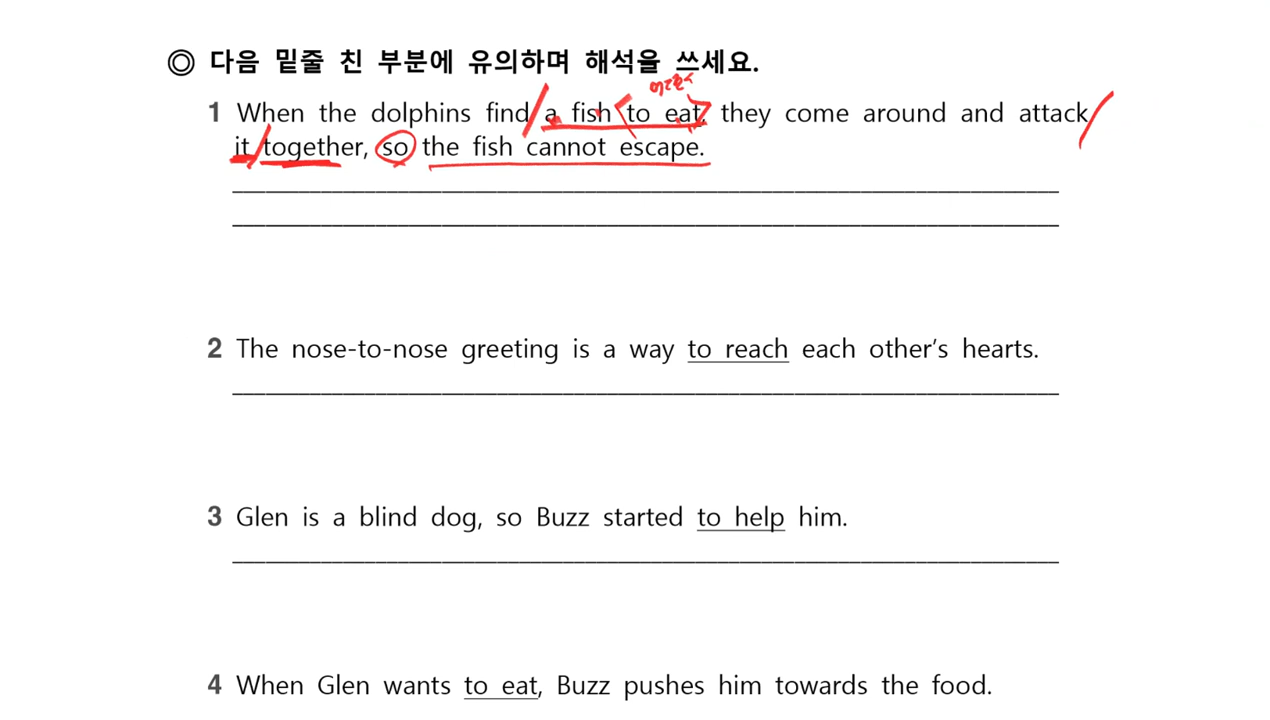 ◎ 다음 밑줄 친 부분에 유의하며 해석을 쓰세요.
1 When the dolphins find a fish to eat, they come around and attack
it together, so the fish cannot escape.
2 The nose-to-nose greeting is a way to reach each other's hearts.
3 Glen is a blind dog, so Buzz started to help him.
4 When Glen wants to eat, Buzz pushes him towards the food.